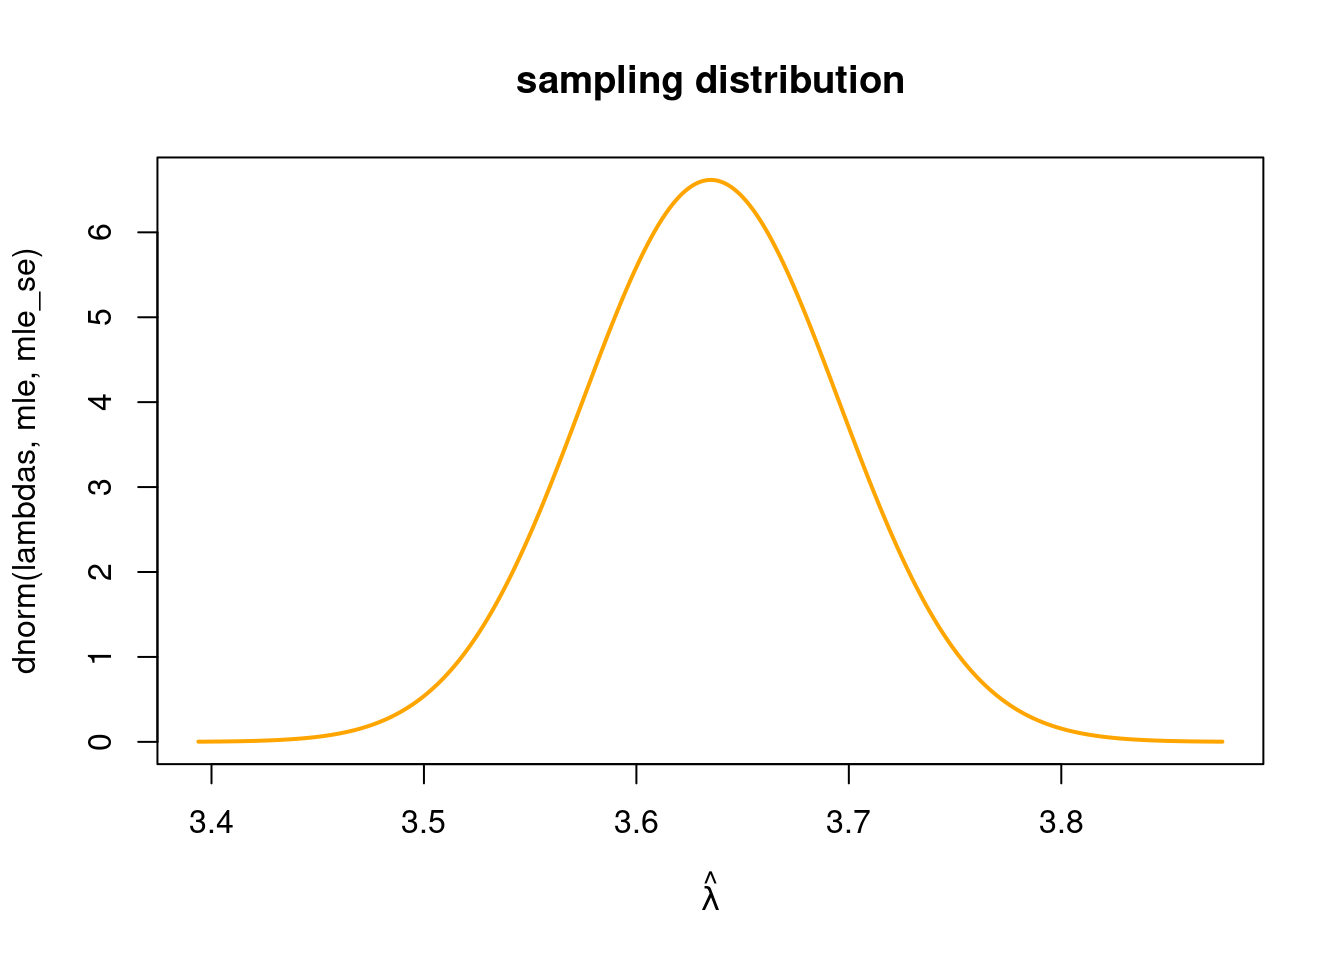 sampling distribution
dnorm(lambdas, mle, mle_se)
6
5
4
3
2
1
0
3.4 3.5 3.6 3.7 3.8
λ̂